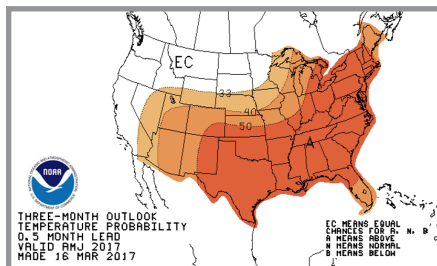 EC
33
40
50
A
NOAA
THREE-MONTH OUTLOOK
TEMPERATURE PROBABILITY
0.5 MONTH LEAD
VALID AMJ 2017
MADE 16 MAR 2017
EC MEANS EQUAL
CHANCES FOR A, N, B
A MEANS ABOVE
N MEANS NORMAL
B MEANS BELOW